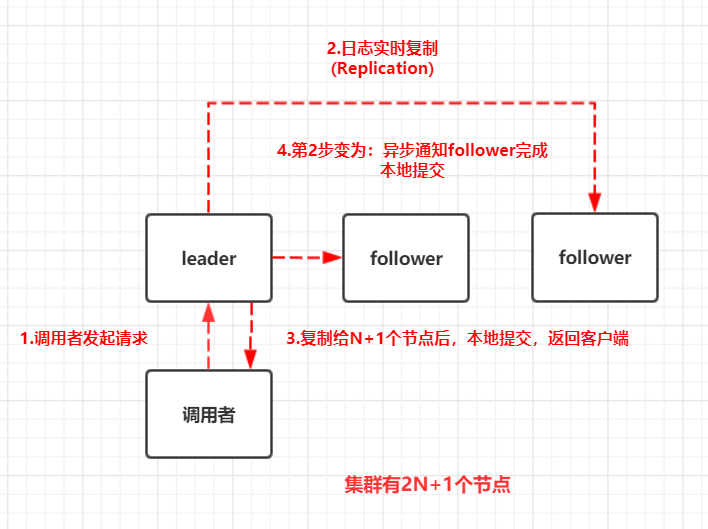 2.日志实时复制
(Replication)
4.第2步变为：异步通知follower完成
本地提交
leader
follower
follower
1.调用者发起请求
3.复制给N+1个节点后，本地提交，返回客户端
调用者
集群有2N+1个节点